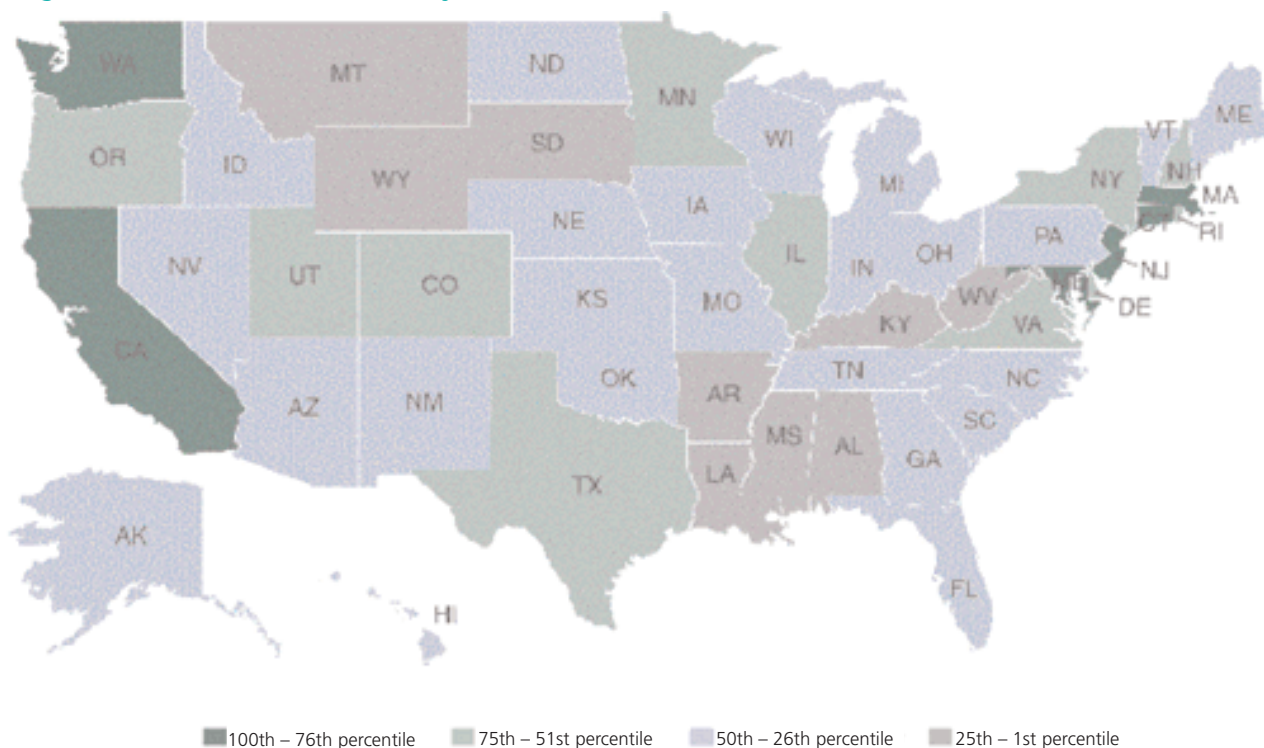 WA
MT
ND
MN
OR
ID
WY
SD
WI
MI
VT
NH
ME
NY
MA
CT
RI
NV
UT
CO
NE
IA
IL
IN
OH
PA
NJ
CA
KS
MO
WV
MD
DE
KY
VA
AZ
NM
OK
AR
TN
NC
SC
TX
LA
MS
AL
GA
FL
AK
HI
100th – 76th percentile
75th – 51st percentile
50th – 26th percentile
25th – 1st percentile